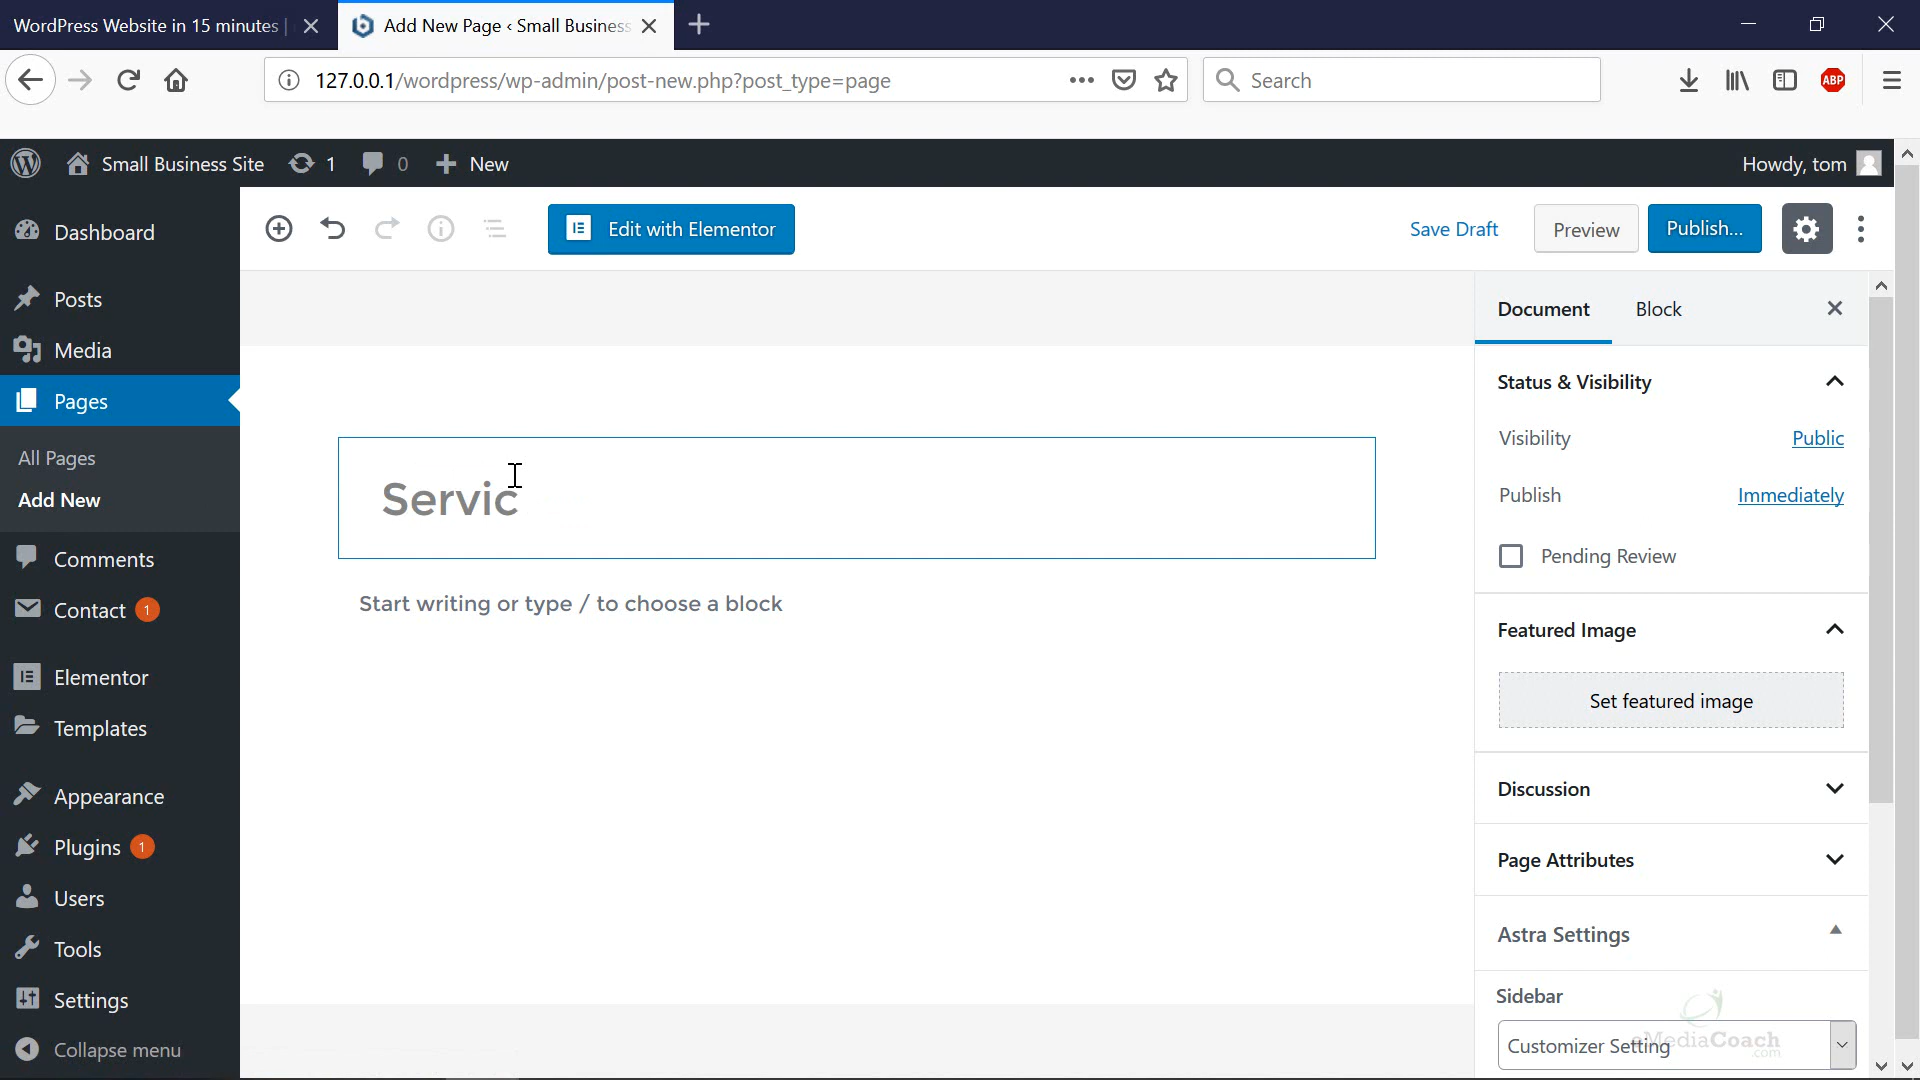 WordPress Website in 15 minutes |
Add New Page ‹ Small Business
127.0.0.1/wordpress/wp-admin/post-new.php?post_type=page
Search
ABP
Small Business Site
1
0
New
Howdy, tom
Dashboard
Posts
Media
Pages
All Pages
Add New
Comments
Contact 1
Elementor
Templates
Appearance
Plugins 1
Users
Tools
Settings
Collapse menu
Edit with Elementor
Save Draft
Preview
Publish...
Servic
Start writing or type / to choose a block
Document
Block
Status & Visibility
Visibility
Public
Publish
Immediately
Pending Review
Featured Image
Set featured image
Discussion
Page Attributes
Astra Settings
Sidebar
Customizer Setting
eMediaCoach
.com